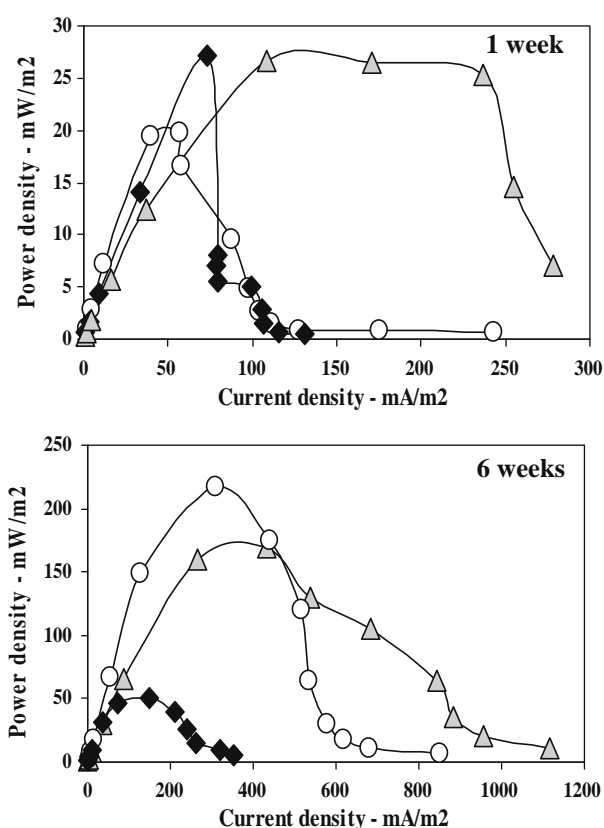 1 week
30
25
20
15
10
5
0
Power density - mW/m2
0 50 100 150 200 250 300
Current density - mA/m2
6 weeks
250
200
150
100
50
0
Power density - mW/m2
0 200 400 600 800 1000 1200
Current density - mA/m2